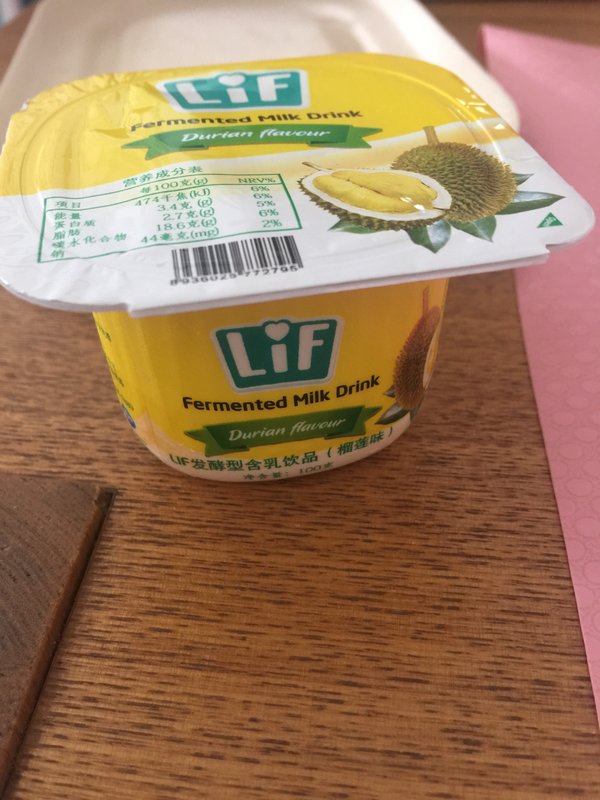 LiF
Fermented Milk Drink
Durian flavour
营养成分表
项目 每100克(g) NRV%
能量 474千焦(kJ) 6%
蛋白质 3.4克(g) 6%
脂肪 2.7克(g) 5%
碳水化合物 18.6克(g) 6%
钠 44毫克(mg) 2%
8936025 772795
LiF
Fermented Milk Drink
Durian flavour
LIF发酵型含乳饮品（榴莲味）
净含量：100克